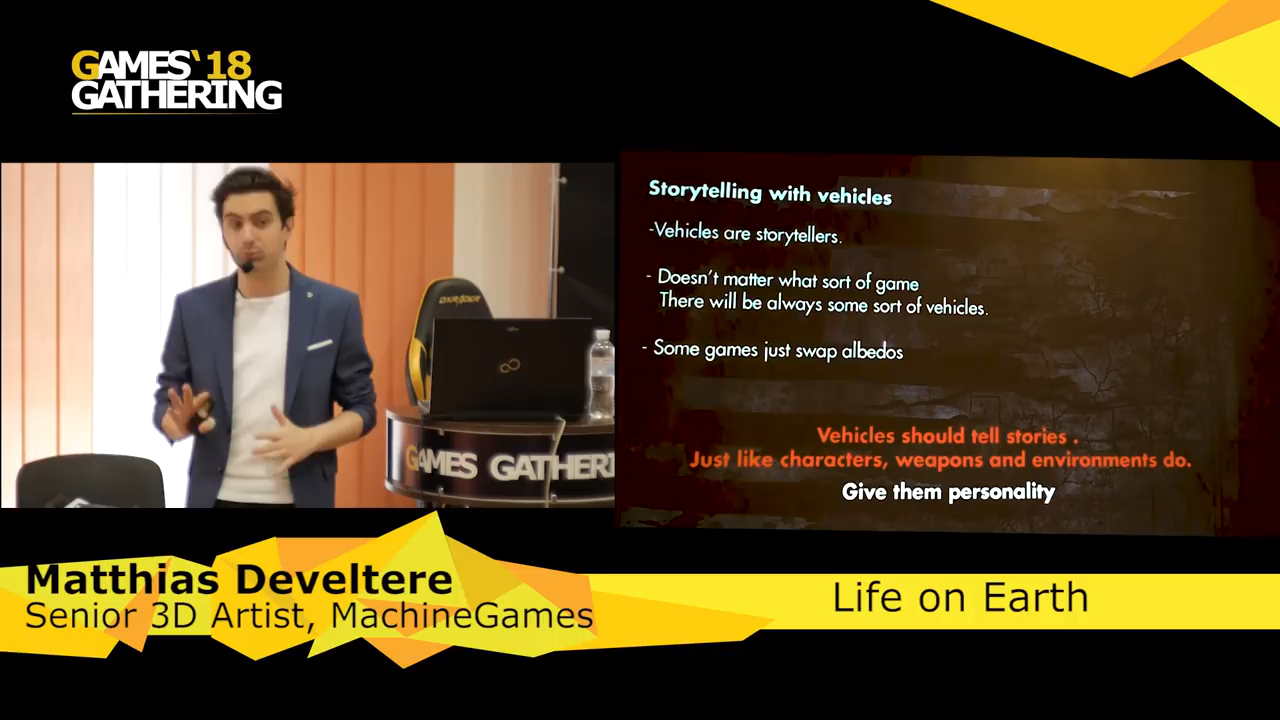 GAMES‘18
GATHERING
Storytelling with vehicles
-Vehicles are storytellers.
- Doesn't matter what sort of game
There will be always some sort of vehicles.
- Some games just swap albedos
Vehicles should tell stories .
Just like characters, weapons and environments do.
Give them personality
DXRACER
GAMES GATHERI
Matthias Develtere
Senior 3D Artist, MachineGames
Life on Earth